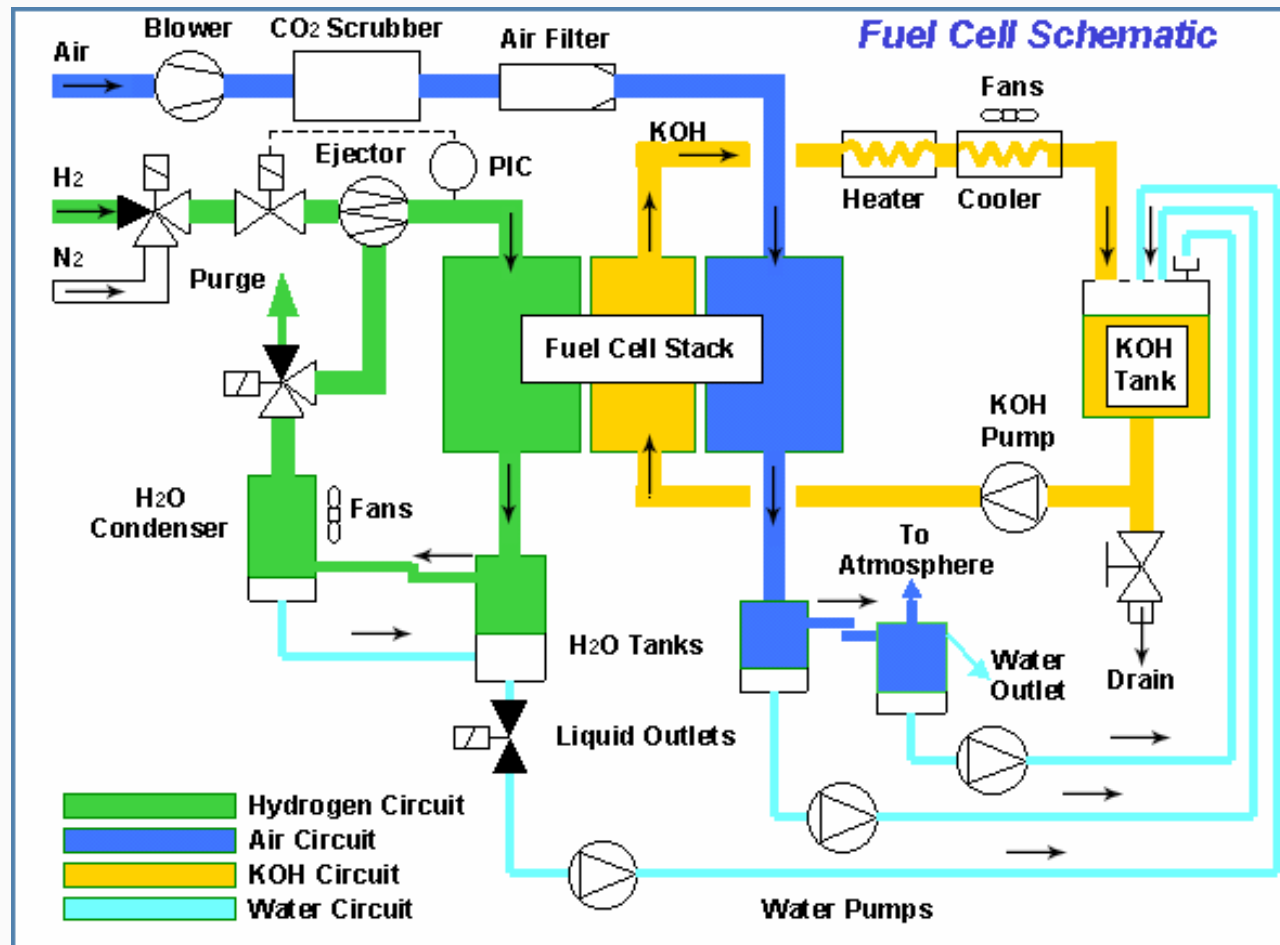 Fuel Cell Schematic
Blower
CO2 Scrubber
Air Filter
Air
Fans
KOH
Ejector
PIC
H2
Heater
Cooler
N2
Purge
Fuel Cell Stack
KOH
Tank
KOH
Pump
H2O
Condenser
Fans
To
Atmosphere
H2O Tanks
Water
Outlet
Drain
Liquid Outlets
Hydrogen Circuit
Air Circuit
KOH Circuit
Water Circuit
Water Pumps